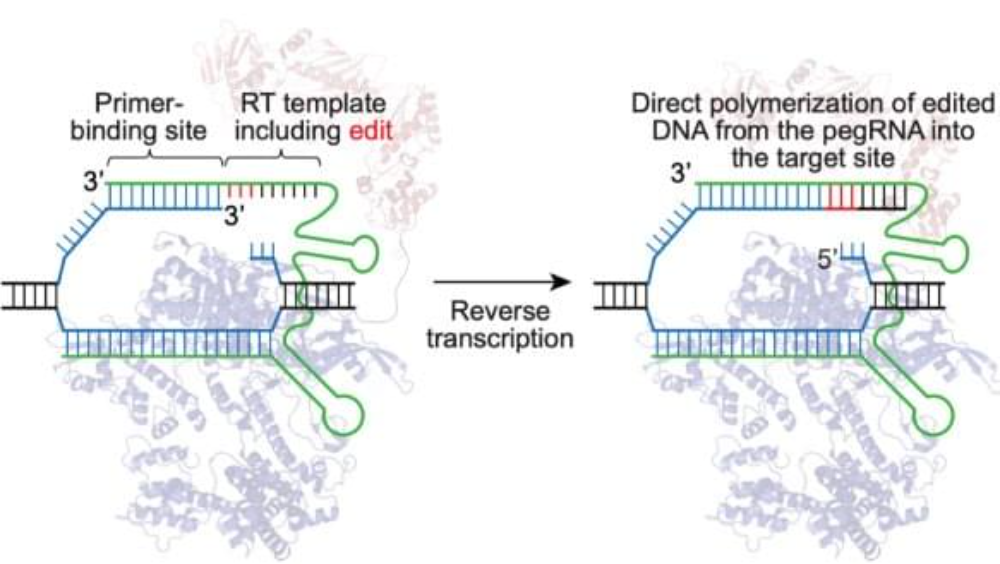 Primer-
binding site
RT template
including edit
3'
3'
Reverse
transcription
Direct polymerization of edited
DNA from the pegRNA into
the target site
3'
5'